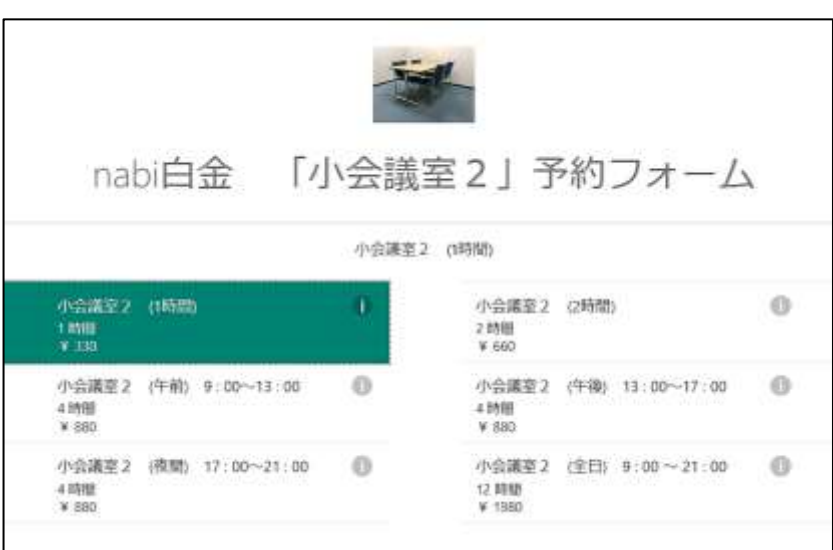 nabi白金 「小会議室２」予約フォーム
小会議室２ (1時間)
小会議室２ (1時間)
1 時間
¥ 330
小会議室２ (2時間)
2 時間
¥ 660
小会議室２ (午前) 9：00～13：00
4 時間
¥ 880
小会議室２ (午後) 13：00～17：00
4 時間
¥ 880
小会議室２ (夜間) 17：00～21：00
4 時間
¥ 880
小会議室２ (全日) 9：00 ～ 21：00
12 時間
¥ 1980